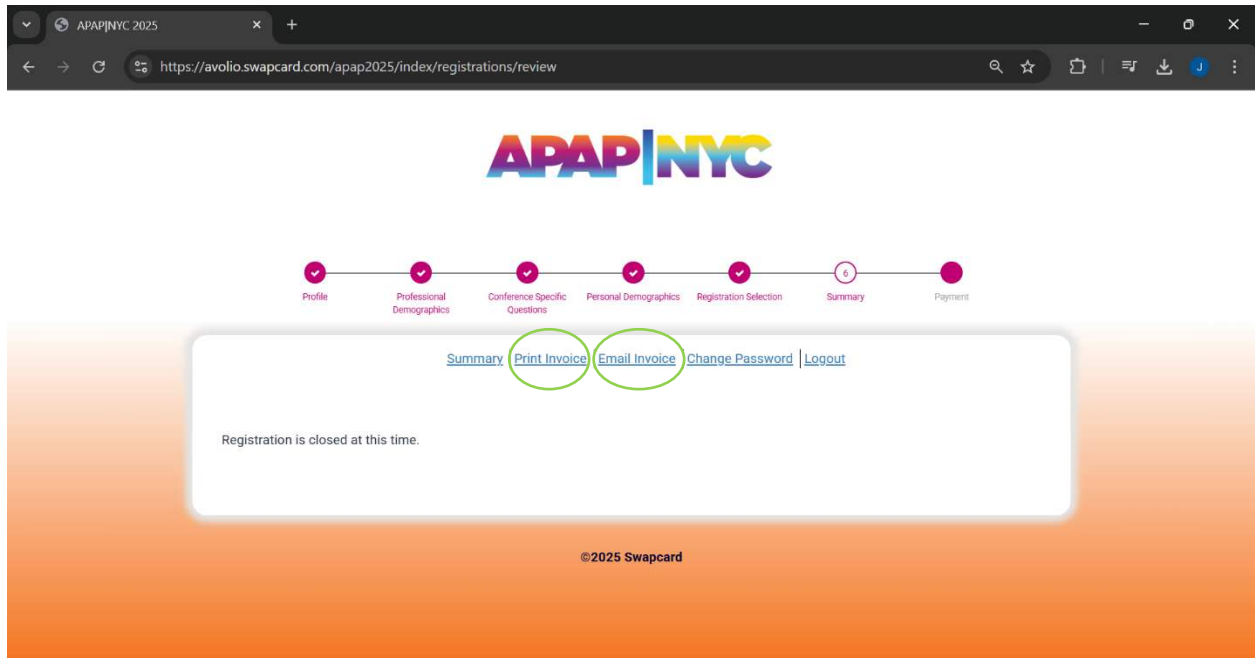 APAP|NYC 2025
https://avolio.swapcard.com/apap2025/index/registrations/review
J
APAP|NYC
6
Profile
Professional
Demographics
Conference Specific
Questions
Personal Demographics
Registration Selection
Summary
Payment
Summary Print Invoice Email Invoice Change Password | Logout
Registration is closed at this time.
©2025 Swapcard